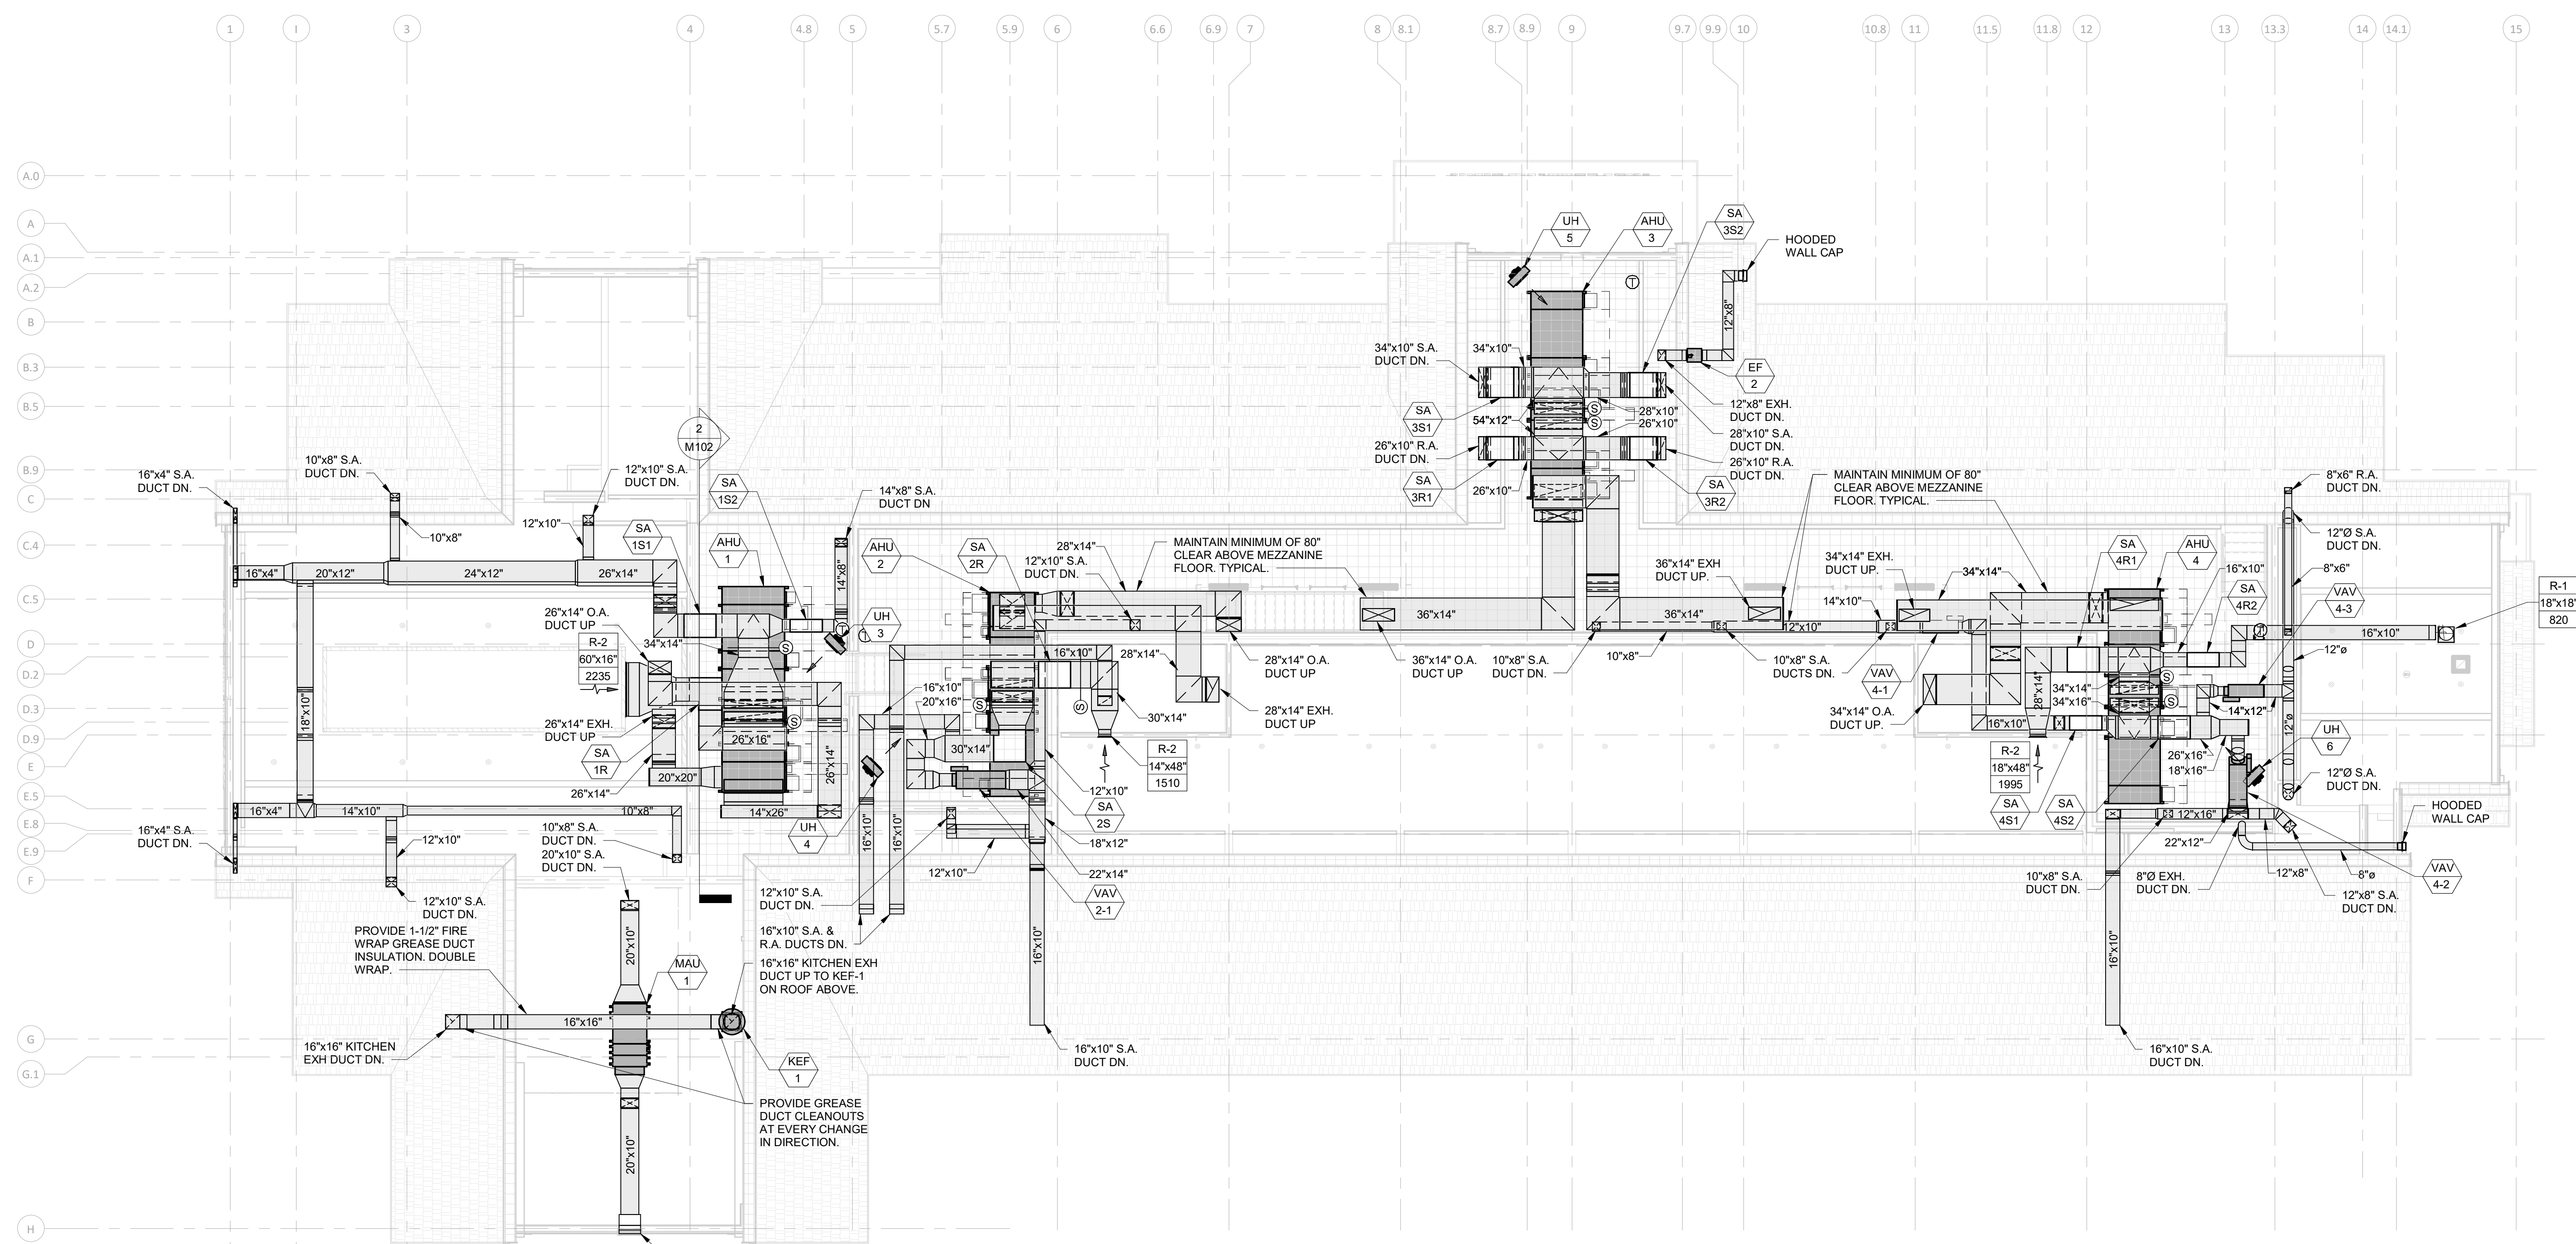 1
I
3
4
4.8
5
5.7
5.9
6
6.6
6.9
7
8
8.1
8.7
8.9
9
9.7
9.9
10
10.8
11
11.5
11.8
12
13
13.3
14
14.1
15
A.0
A
A.1
A.2
B
B.3
B.5
B.9
C
C.4
C.5
D
D.2
D.3
D.9
E
E.5
E.8
E.9
F
G
G.1
H
16"x4" S.A.
DUCT DN.
10"x8" S.A.
DUCT DN.
10"x8"
12"x10" S.A.
DUCT DN.
12"x10"
2
M102
SA
1S2
SA
1S1
AHU
1
14"x8" S.A.
DUCT DN
14"x8"
16"x4"
20"x12"
24"x12"
26"x14"
18"x10"
26"x14" O.A.
DUCT UP
R-2
60"x16"
2235
34"x14"
UH
3
T
T
S
S
26"x14" EXH.
DUCT UP
SA
1R
26"x14"
26"x16"
20"x20"
26"x14"
14"x26"
16"x4"
14"x10"
10"x8"
16"x4" S.A.
DUCT DN.
12"x10"
12"x10" S.A.
DUCT DN.
10"x8" S.A.
DUCT DN.
20"x10" S.A.
DUCT DN.
PROVIDE 1-1/2" FIRE
WRAP GREASE DUCT
INSULATION. DOUBLE
WRAP.
20"x10"
MAU
1
16"x16"
16"x16" KITCHEN
EXH DUCT DN.
16"x16" KITCHEN EXH
DUCT UP TO KEF-1
ON ROOF ABOVE.
KEF
1
PROVIDE GREASE
DUCT CLEANOUTS
AT EVERY CHANGE
IN DIRECTION.
20"x10"
AHU
2
SA
2R
12"x10" S.A.
DUCT DN.
28"x14"
MAINTAIN MINIMUM OF 80"
CLEAR ABOVE MEZZANINE
FLOOR. TYPICAL.
16"x10"
28"x14"
28"x14" O.A.
DUCT UP
28"x14" EXH.
DUCT UP
16"x10"
20"x16"
30"x14"
30"x14"
S
S
R-2
14"x48"
1510
12"x10"
SA
2S
UH
4
16"x10"
16"x10"
18"x12"
12"x10"
22"x14"
VAV
2-1
12"x10" S.A.
DUCT DN.
16"x10" S.A. &
R.A. DUCTS DN.
16"x10"
16"x10" S.A.
DUCT DN.
UH
5
AHU
3
SA
3S2
HOODED
WALL CAP
T
12"x8"
34"x10" S.A.
DUCT DN.
34"x10"
EF
2
SA
3S1
54"x12"
S
S
28"x10"
26"x10"
12"x8" EXH.
DUCT DN.
28"x10" S.A.
DUCT DN.
26"x10" R.A.
DUCT DN.
26"x10" R.A.
DUCT DN.
SA
3R1
26"x10"
SA
3R2
MAINTAIN MINIMUM OF 80"
CLEAR ABOVE MEZZANINE
FLOOR. TYPICAL.
36"x14"
36"x14" O.A.
DUCT UP
36"x14" EXH
DUCT UP.
36"x14"
10"x8" S.A.
DUCT DN.
10"x8"
12"x10"
14"x10"
10"x8" S.A.
DUCTS DN.
34"x14" EXH.
DUCT UP.
34"x14"
VAV
4-1
34"x14" O.A.
DUCT UP.
SA
4R1
AHU
4
16"x10"
SA
4R2
8"x6" R.A.
DUCT DN.
12"Ø S.A.
DUCT DN.
8"x6"
VAV
4-3
R-1
18"x18"
820
16"x10"
T
12"ø
12"ø
28"x14"
34"x14"
34"x16"
S
S
14"x12"
16"x10"
R-2
18"x48"
1995
SA
4S1
SA
4S2
26"x16"
18"x16"
UH
6
12"Ø S.A.
DUCT DN.
HOODED
WALL CAP
12"x16"
22"x12"
10"x8" S.A.
DUCT DN.
8"Ø EXH.
DUCT DN.
12"x8"
8"ø
12"x8" S.A.
DUCT DN.
VAV
4-2
16"x10"
16"x10" S.A.
DUCT DN.